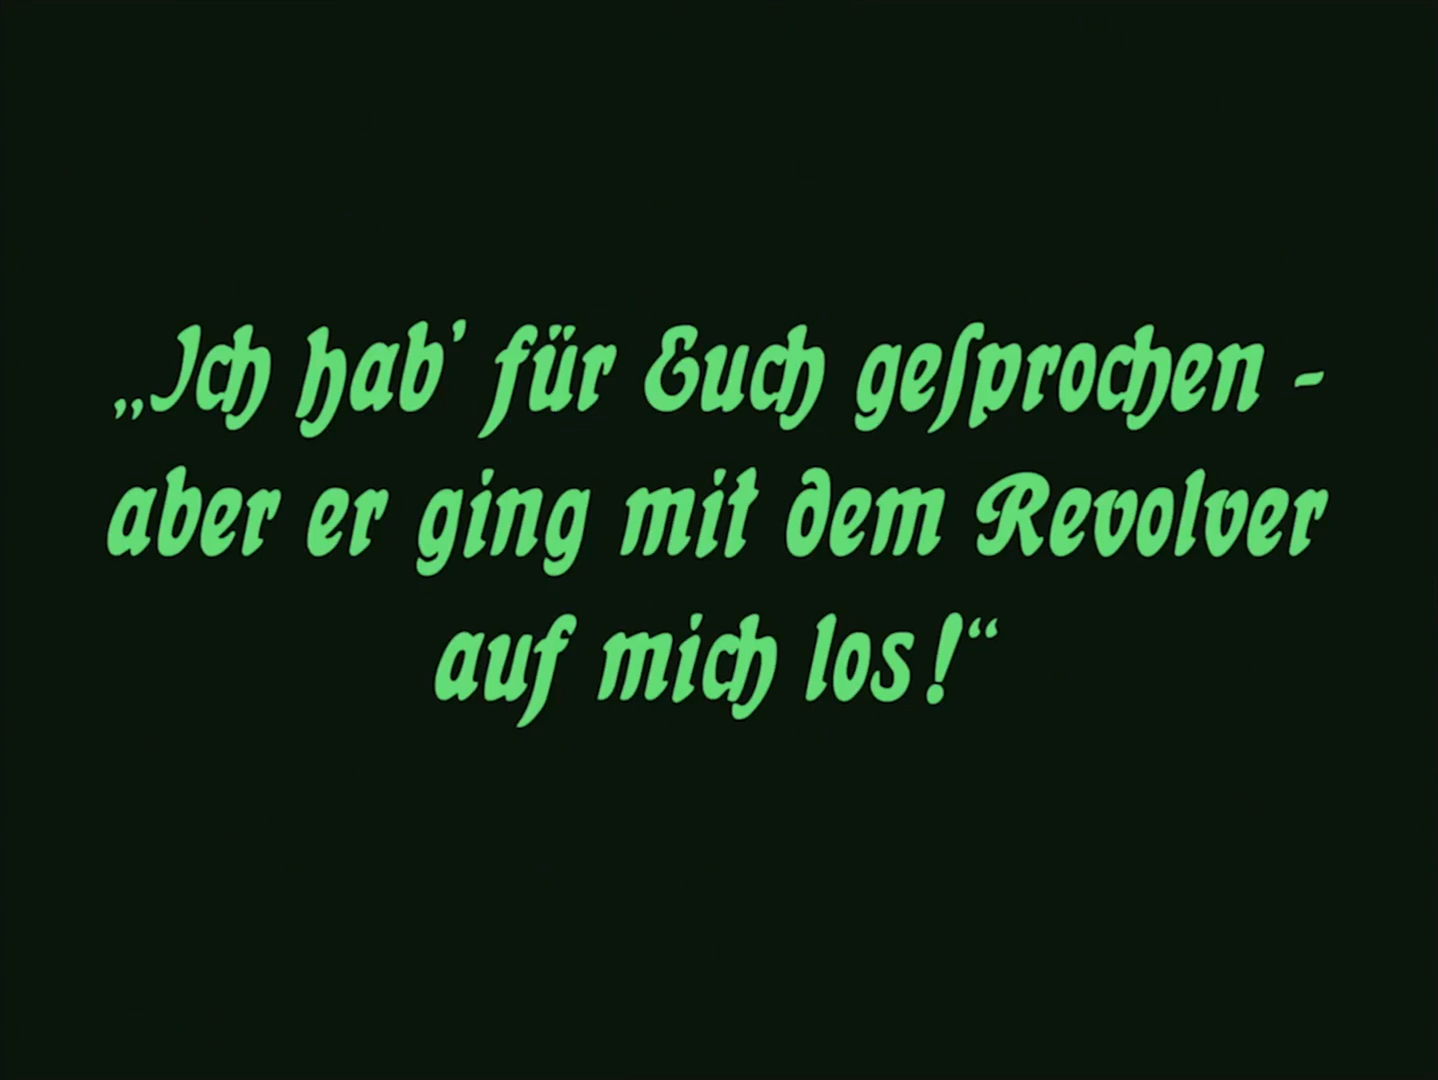 „Ich hab’ für Euch geſprochen -
aber er ging mit dem Revolver
auf mich los!“